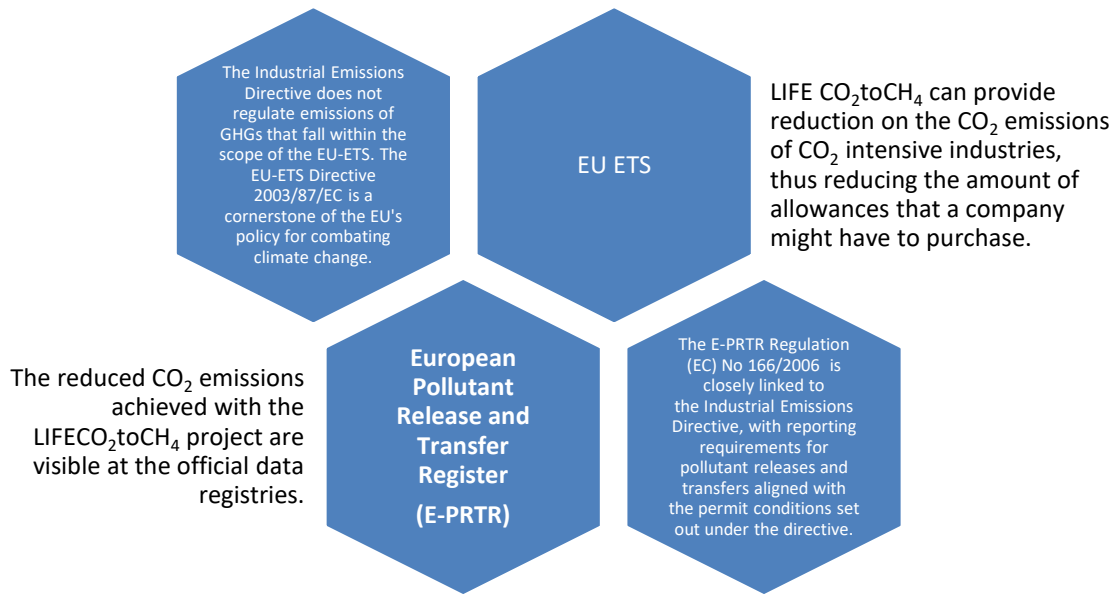 The Industrial Emissions
Directive does not
regulate emissions of
GHGs that fall within the
scope of the EU-ETS. The
EU-ETS Directive
2003/87/EC is a
cornerstone of the EU's
policy for combating
climate change.
EU ETS
LIFE CO₂toCH₄ can provide
reduction on the CO₂ emissions
of CO₂ intensive industries,
thus reducing the amount of
allowances that a company
might have to purchase.
The reduced CO₂ emissions
achieved with the
LIFECO₂toCH₄ project are
visible at the official data
registries.
European
Pollutant
Release and
Transfer
Register
(E-PRTR)
The E-PRTR Regulation
(EC) No 166/2006 is
closely linked to
the Industrial Emissions
Directive, with reporting
requirements for
pollutant releases and
transfers aligned with
the permit conditions set
out under the directive.